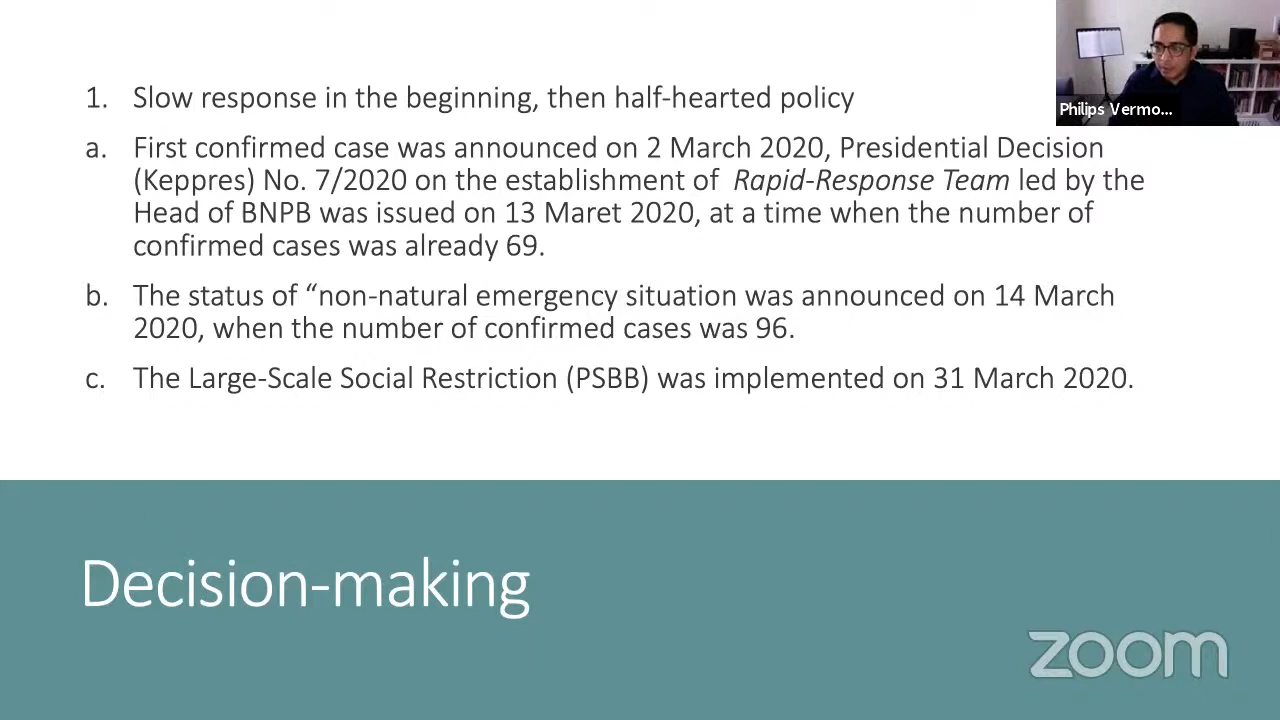 1. Slow response in the beginning, then half-hearted policy
a. First confirmed case was announced on 2 March 2020, Presidential Decision
(Keppres) No. 7/2020 on the establishment of Rapid-Response Team led by the
Head of BNPB was issued on 13 Maret 2020, at a time when the number of
confirmed cases was already 69.
b. The status of “non-natural emergency situation was announced on 14 March
2020, when the number of confirmed cases was 96.
c. The Large-Scale Social Restriction (PSBB) was implemented on 31 March 2020.
Decision-making
Philips Vermo...
zoom